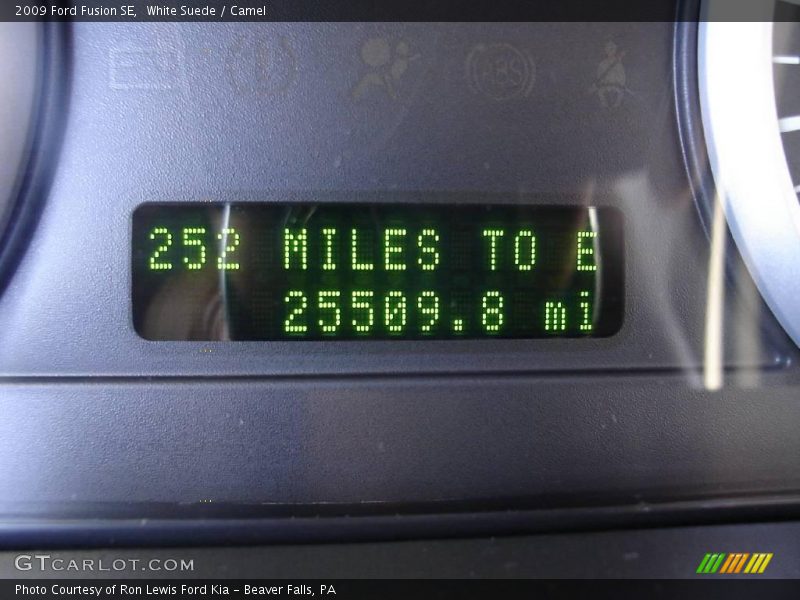 2009 Ford Fusion SE,  White Suede / Camel
ABS
252 MILES TO E
25509.8 mi
GTCARLOT.COM
Photo Courtesy of Ron Lewis Ford Kia - Beaver Falls, PA